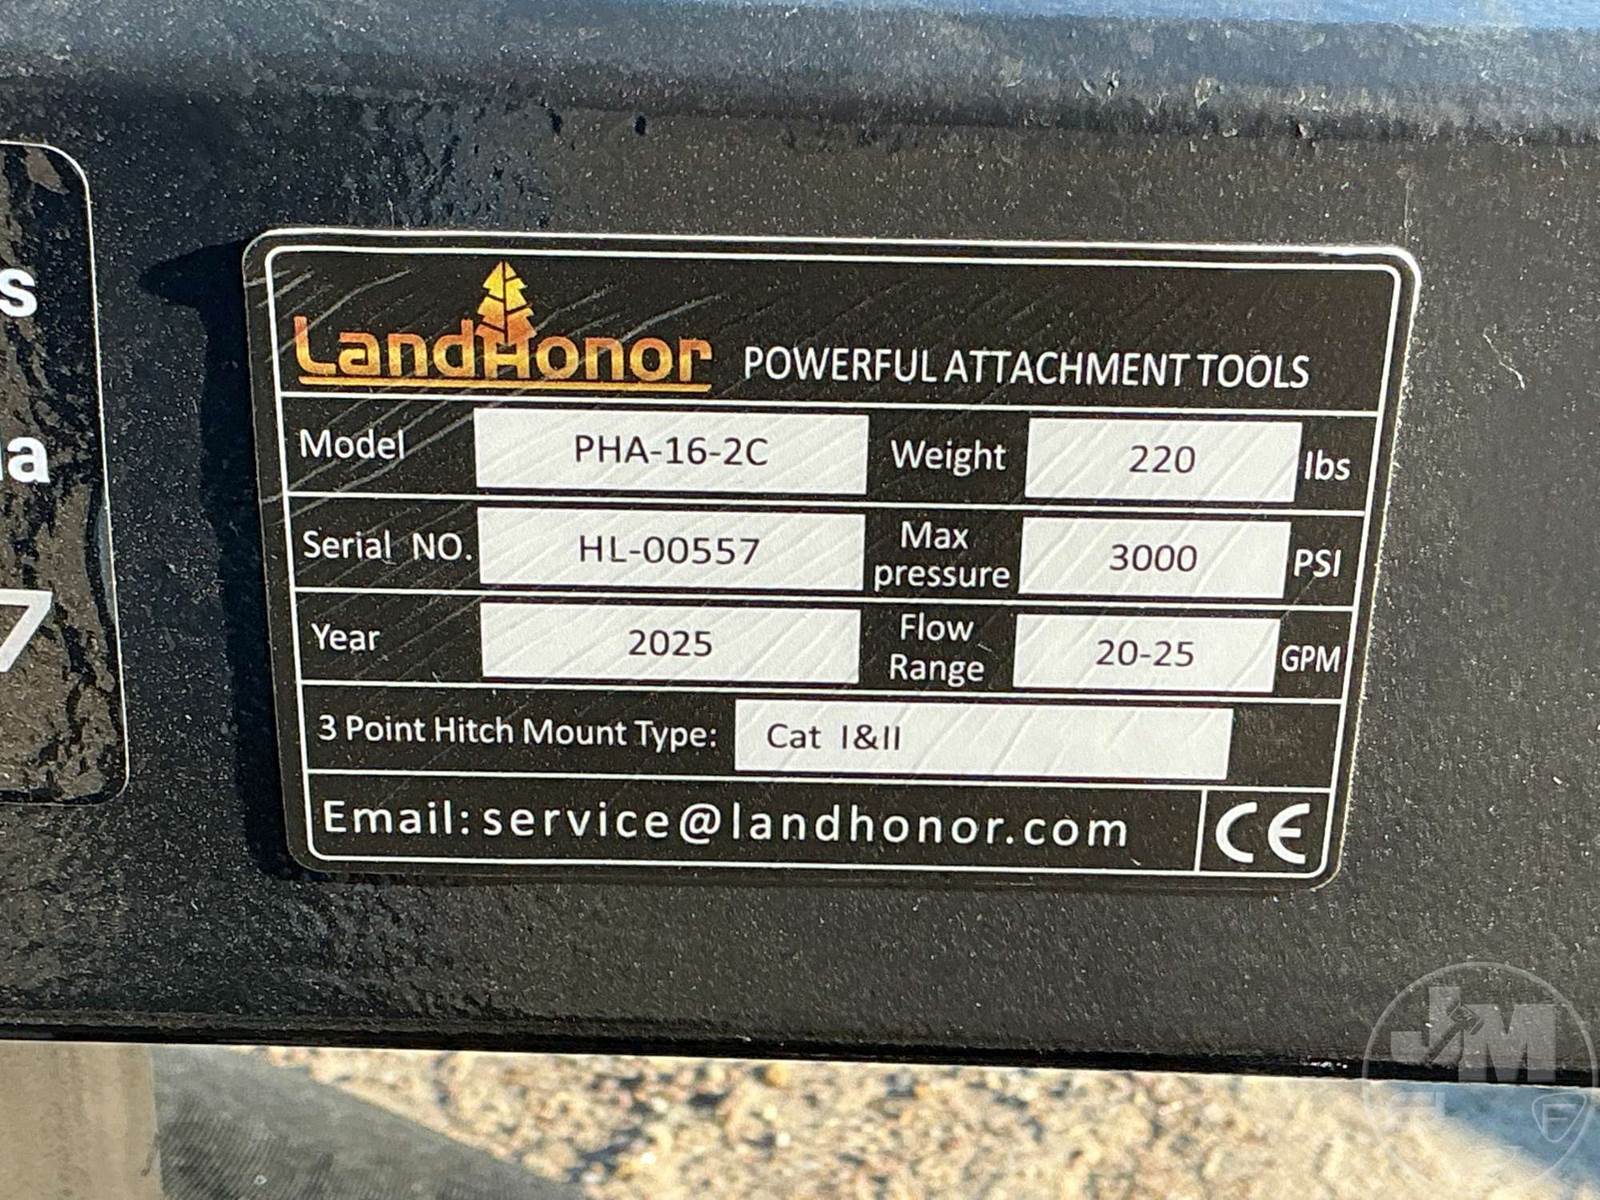 s
a
7
LandHonor POWERFUL ATTACHMENT TOOLS
Model PHA-16-2C Weight 220 lbs
Serial NO. HL-00557 Max pressure 3000 PSI
Year 2025 Flow Range 20-25 GPM
3 Point Hitch Mount Type: Cat I&II
Email: service@landhonor.com CE
JM
F